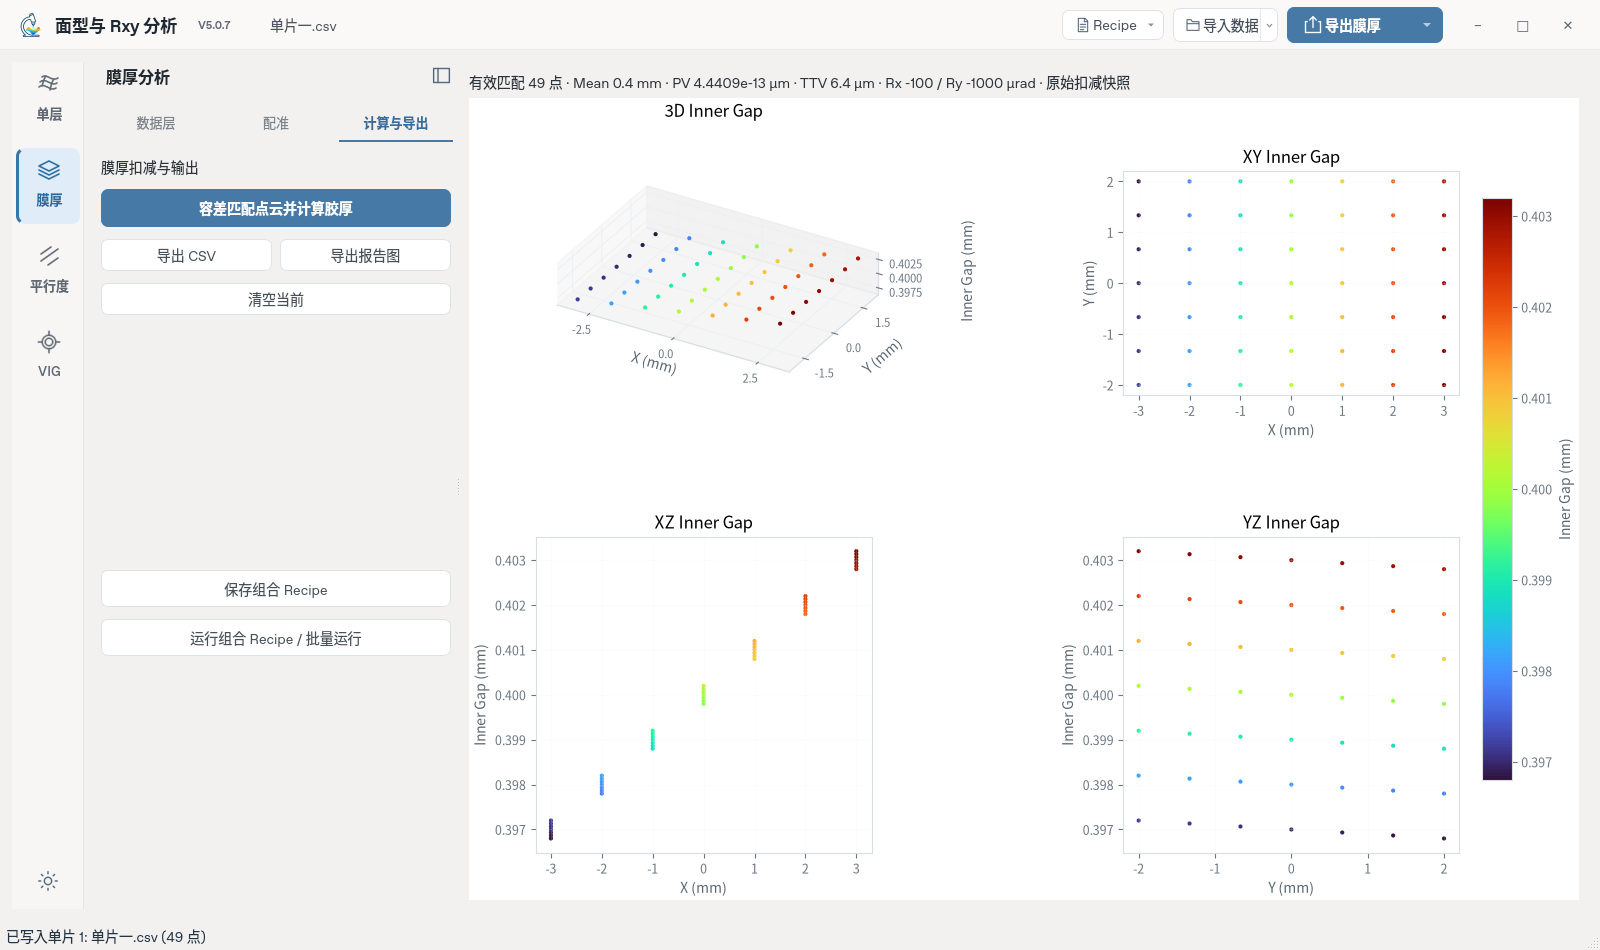 面型与 Rxy 分析 V5.0.7 单片一.csv Recipe 导入数据 导出膜厚
单层
膜厚
平行度
VIG
膜厚分析
数据层 配准 计算与导出
膜厚扣减与输出
容差匹配点云并计算胶厚
导出 CSV 导出报告图
清空当前
保存组合 Recipe
运行组合 Recipe / 批量运行
有效匹配 49 点 · Mean 0.4 mm · PV 4.4409e-13 µm · TTV 6.4 µm · Rx -100 / Ry -1000 µrad · 原始扣减快照
3D Inner Gap
0.4025
0.4000
0.3975
Inner Gap (mm)
-2.5
0.0
2.5
X (mm)
1.5
0.0
-1.5
Y (mm)
XY Inner Gap
2
1
0
-1
-2
Y (mm)
-3 -2 -1 0 1 2 3
X (mm)
0.403
0.402
0.401
0.400
0.399
0.398
0.397
Inner Gap (mm)
XZ Inner Gap
0.403
0.402
0.401
0.400
0.399
0.398
0.397
Inner Gap (mm)
-3 -2 -1 0 1 2 3
X (mm)
YZ Inner Gap
0.403
0.402
0.401
0.400
0.399
0.398
0.397
Inner Gap (mm)
-2 -1 0 1 2
Y (mm)
已写入单片 1: 单片一.csv (49 点)